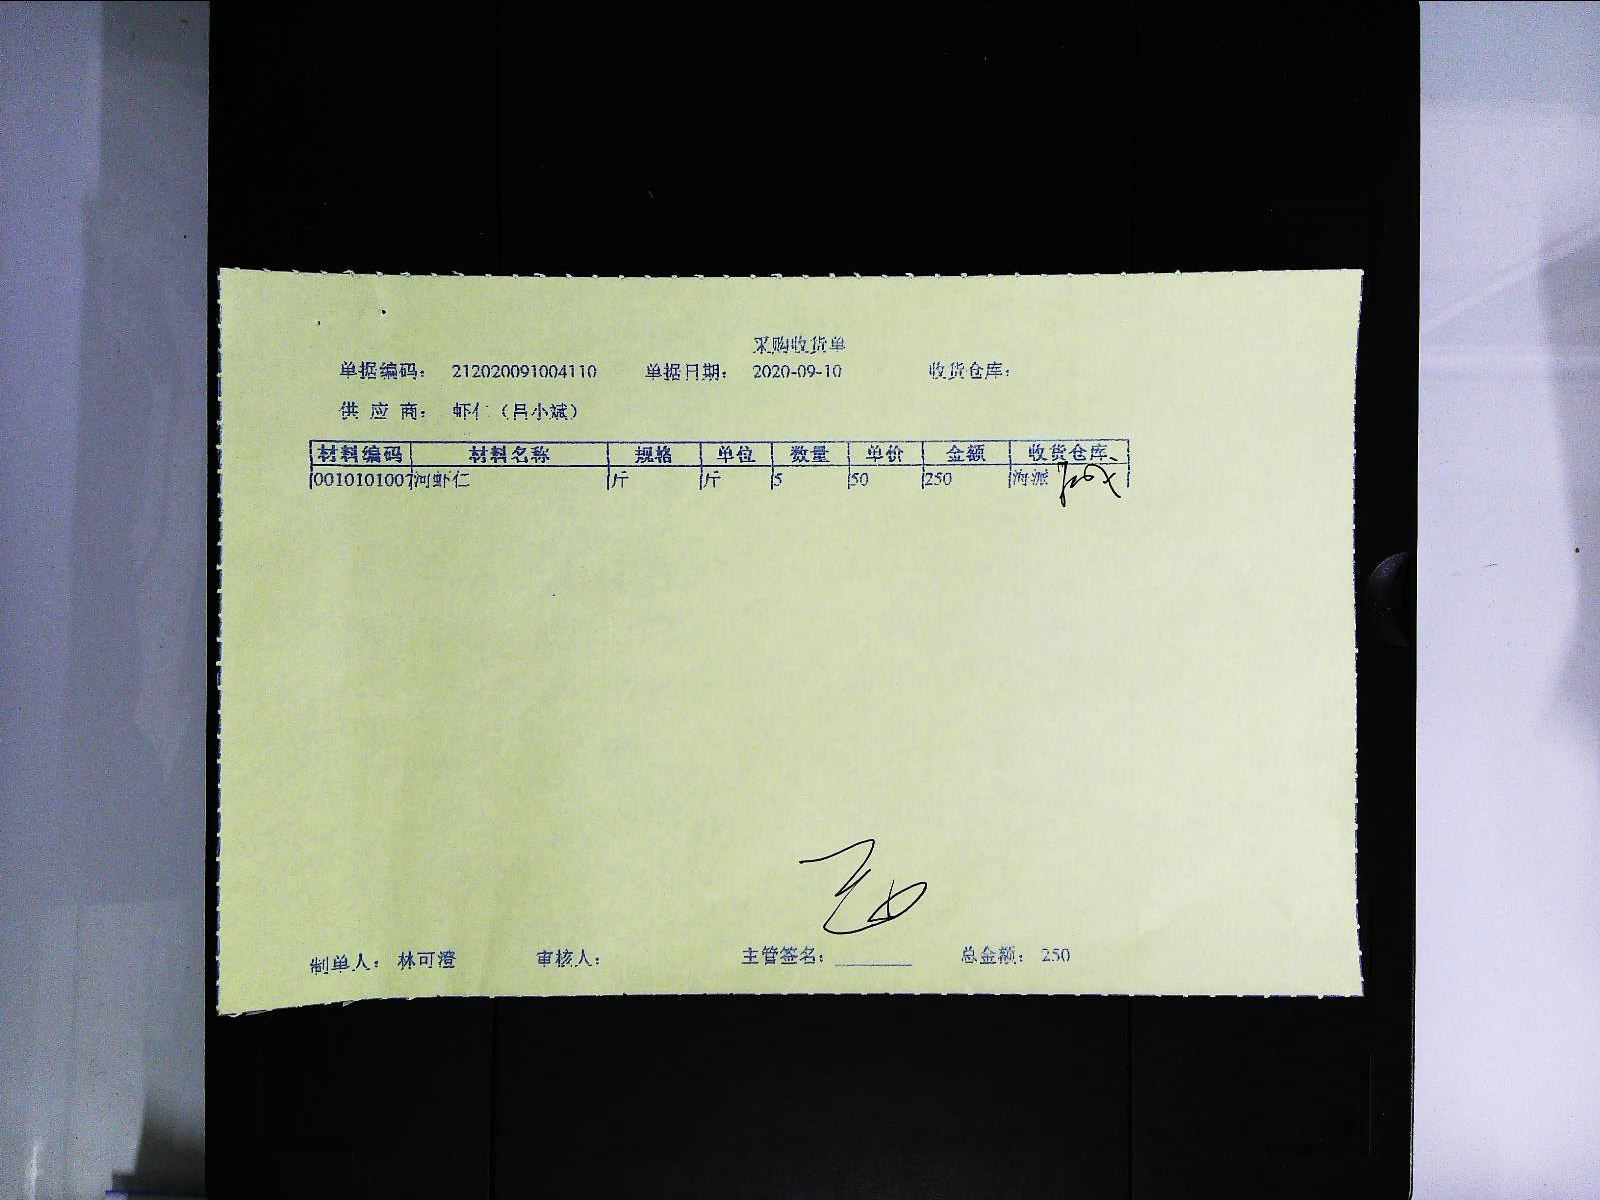 采购收货单
单据编码： 212020091004110 单据日期： 2020-09-10 收货仓库：
供 应 商： 虾仁（吕小斌）
材料编码 材料名称 规格 单位 数量 单价 金额 收货仓库
0010101007 河虾仁 斤 斤 5 50 250 海派
制单人： 林可澄 审核人： 主管签名：________ 总金额： 250